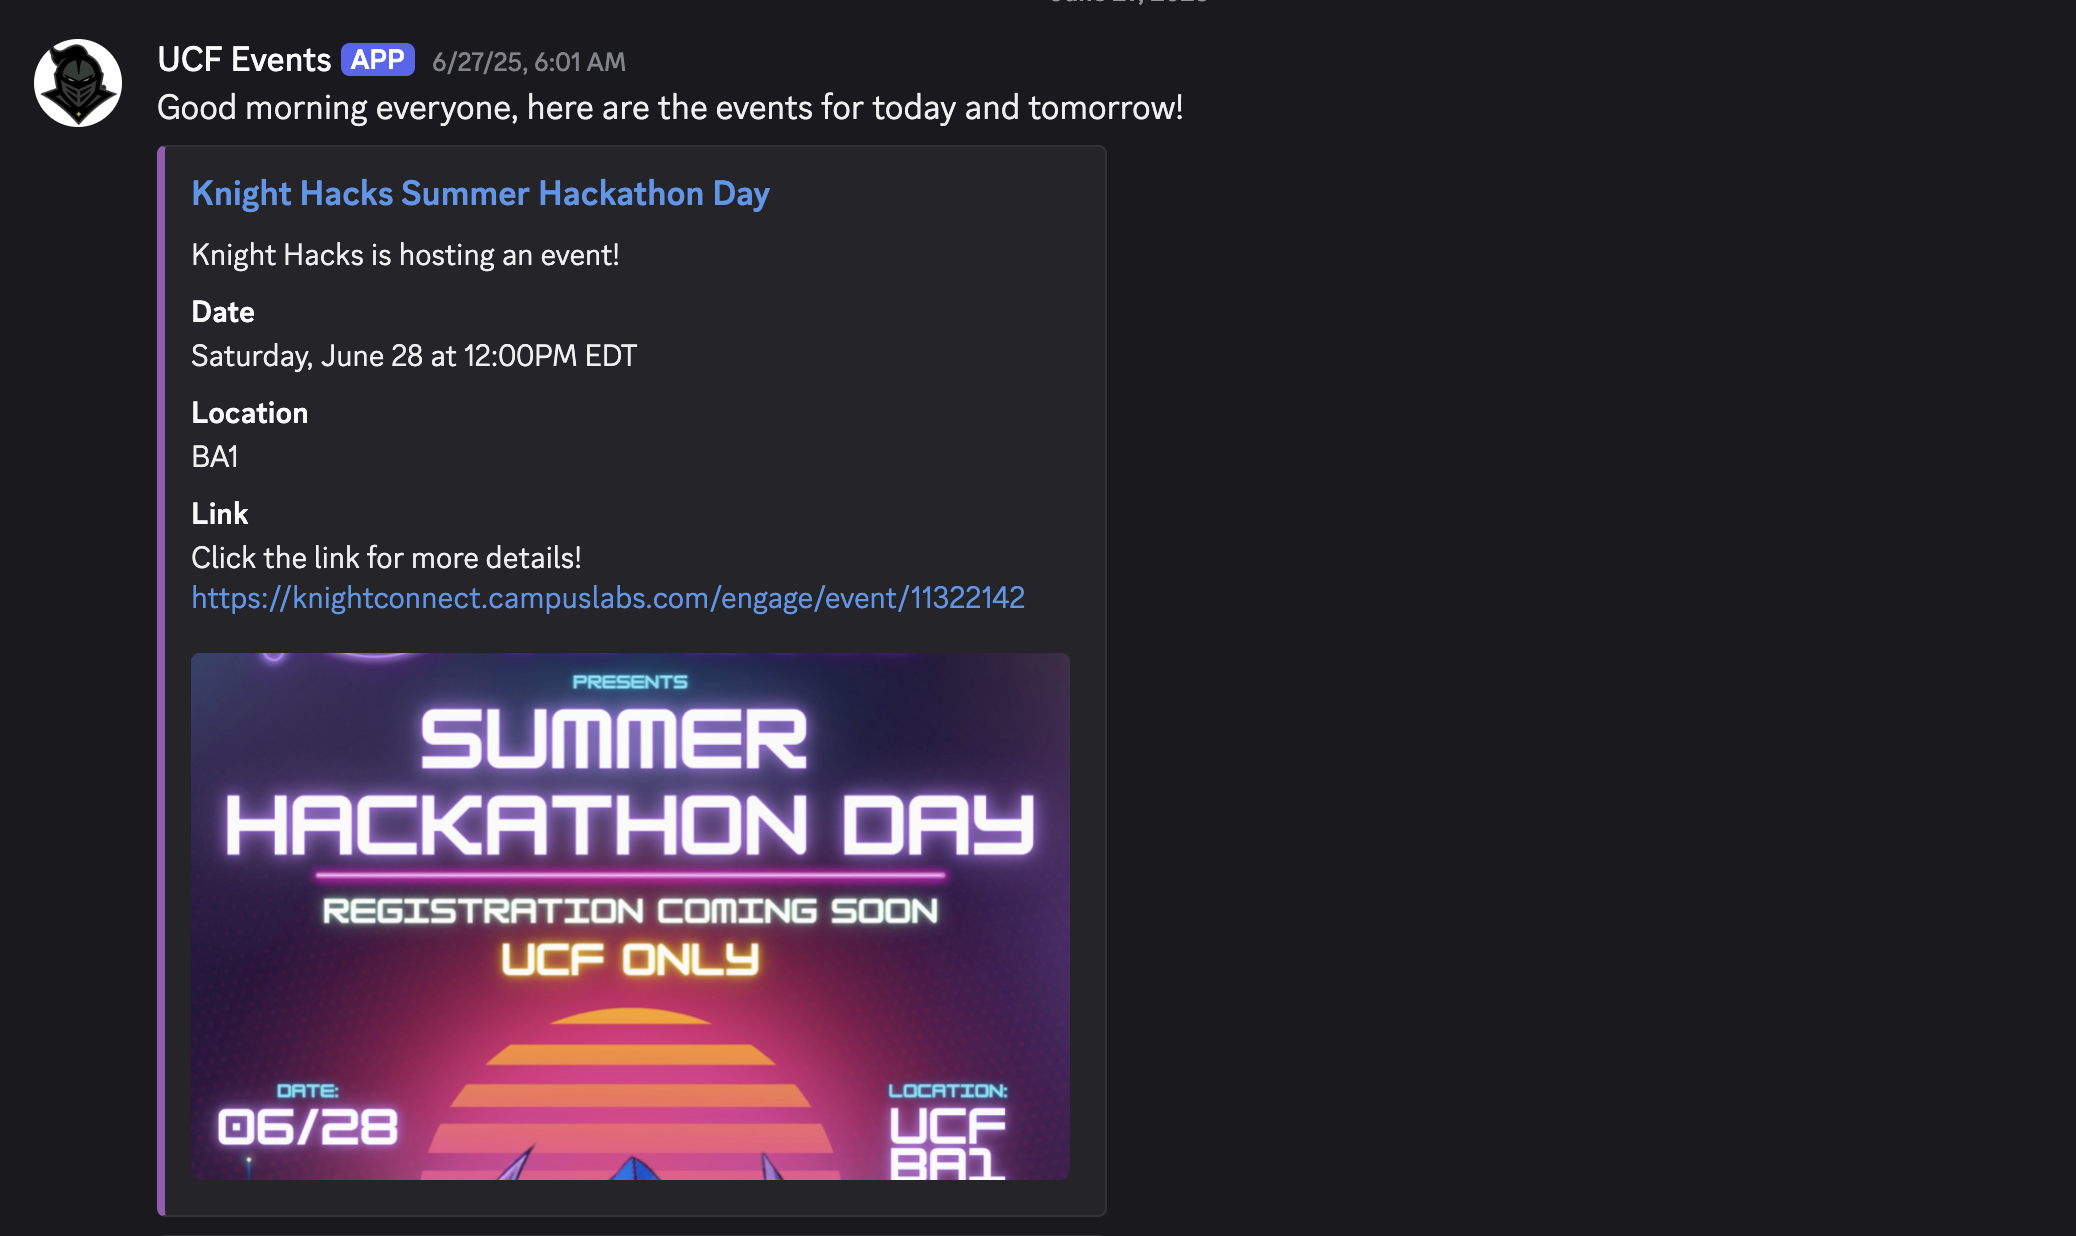 UCF Events APP 6/27/25, 6:01 AM
Good morning everyone, here are the events for today and tomorrow!
Knight Hacks Summer Hackathon Day
Knight Hacks is hosting an event!
Date
Saturday, June 28 at 12:00PM EDT
Location
BA1
Link
Click the link for more details!
https://knightconnect.campuslabs.com/engage/event/11322142
PRESENTS
SUMMER
HACKATHON DAY
REGISTRATION COMING SOON
UCF ONLY
DATE:
06/28
LOCATION:
UCF
BA1